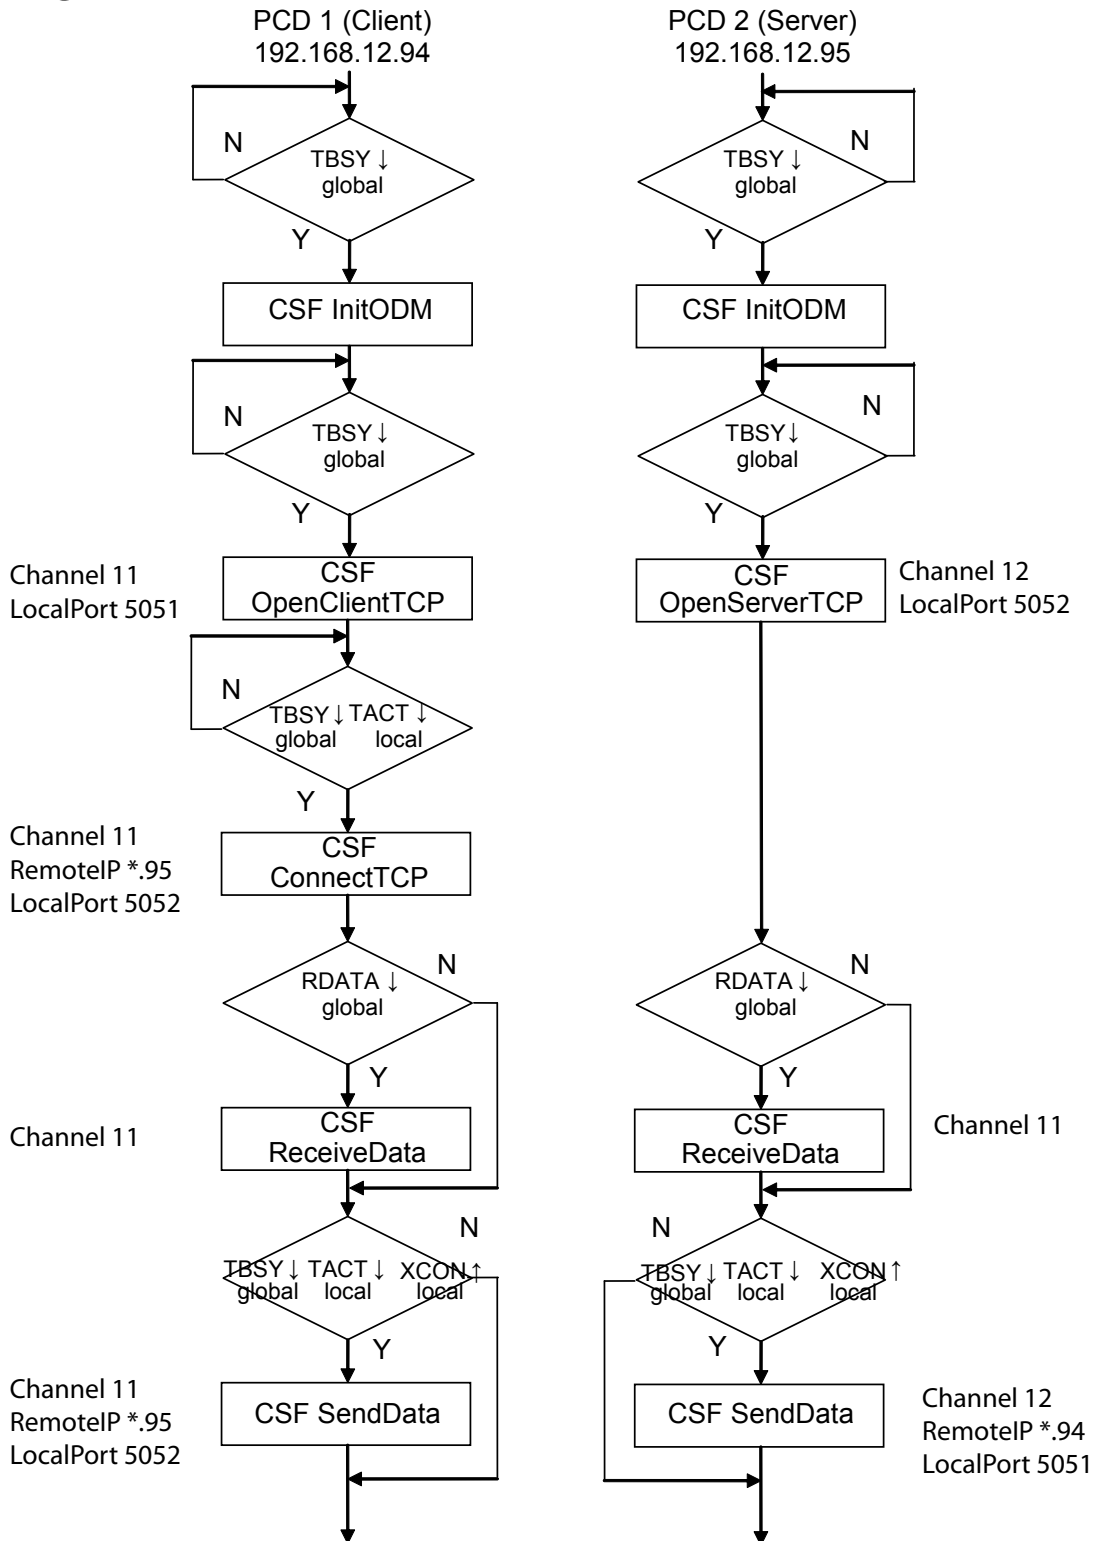 PCD 1 (Client)
192.168.12.94
N
TBSY ↓
global
Y
CSF InitODM
N
TBSY ↓
global
Y
Channel 11
LocalPort 5051
CSF
OpenClientTCP
N
TBSY ↓ TACT ↓
global local
Y
Channel 11
RemoteIP *.95
LocalPort 5052
CSF
ConnectTCP
N
RDATA ↓
global
Y
Channel 11
CSF
ReceiveData
N
TBSY ↓ TACT ↓ XCON ↑
global local local
Y
Channel 11
RemoteIP *.95
LocalPort 5052
CSF SendData
PCD 2 (Server)
192.168.12.95
N
TBSY ↓
global
Y
CSF InitODM
N
TBSY ↓
global
Y
CSF
OpenServerTCP
Channel 12
LocalPort 5052
N
RDATA ↓
global
Y
CSF
ReceiveData
Channel 11
N
TBSY ↓ TACT ↓ XCON ↑
global local local
Y
CSF SendData
Channel 12
RemoteIP *.94
LocalPort 5051